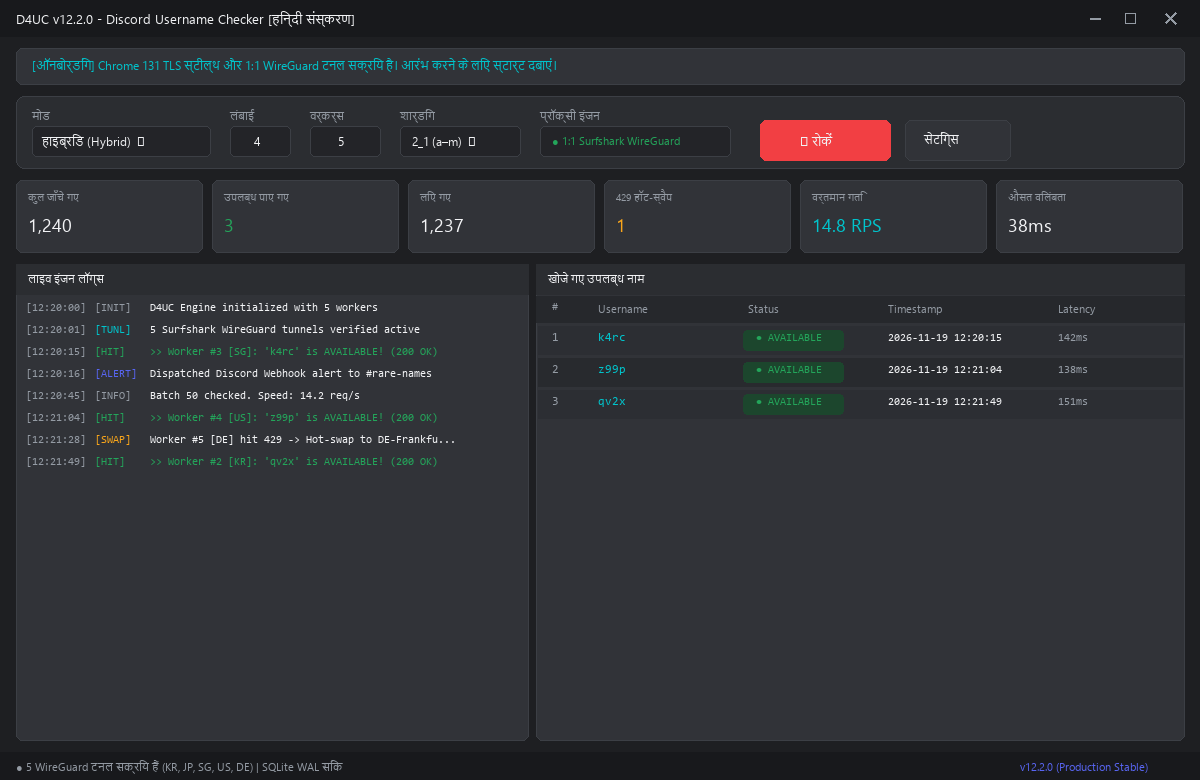 D4UC v12.2.0 - Discord Username Checker [हिन्दी संस्करण]
[ऑनबोर्डिंग] Chrome 131 TLS स्टील्थ और 1:1 WireGuard टनल सक्रिय है। आरंभ करने के लिए स्टार्ट दबाएं।
मोड लंबाई वर्कर्स शार्डिंग प्रॉक्सी इंजन
हाइब्रिड (Hybrid) 4 5 2_1 (a–m) ● 1:1 Surfshark WireGuard रोकें सेटिंग्स
कुल जाँचे गए उपलब्ध पाए गए लिए गए 429 हॉट-स्वैप वर्तमान गति औसत विलंबता
1,240 3 1,237 1 14.8 RPS 38ms
लाइव इंजन लॉग्स
[12:20:00] [INIT] D4UC Engine initialized with 5 workers
[12:20:01] [TUNL] 5 Surfshark WireGuard tunnels verified active
[12:20:15] [HIT] >> Worker #3 [SG]: 'k4rc' is AVAILABLE! (200 OK)
[12:20:16] [ALERT] Dispatched Discord Webhook alert to #rare-names
[12:20:45] [INFO] Batch 50 checked. Speed: 14.2 req/s
[12:21:04] [HIT] >> Worker #4 [US]: 'z99p' is AVAILABLE! (200 OK)
[12:21:28] [SWAP] Worker #5 [DE] hit 429 -> Hot-swap to DE-Frankfu...
[12:21:49] [HIT] >> Worker #2 [KR]: 'qv2x' is AVAILABLE! (200 OK)
खोजे गए उपलब्ध नाम
# Username Status Timestamp Latency
1 k4rc ● AVAILABLE 2026-11-19 12:20:15 142ms
2 z99p ● AVAILABLE 2026-11-19 12:21:04 138ms
3 qv2x ● AVAILABLE 2026-11-19 12:21:49 151ms
● 5 WireGuard टनल सक्रिय हैं (KR, JP, SG, US, DE) | SQLite WAL सिंक
v12.2.0 (Production Stable)